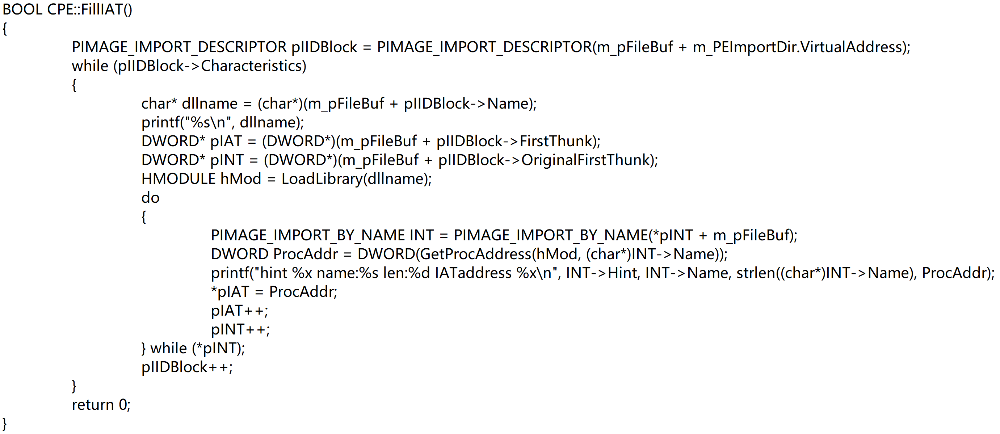 BOOL CPE::FillIAT()
{
PIMAGE_IMPORT_DESCRIPTOR pIIDBlock = PIMAGE_IMPORT_DESCRIPTOR(m_pFileBuf + m_PEImportDir.VirtualAddress);
while (pIIDBlock->Characteristics)
{
char* dllname = (char*)(m_pFileBuf + pIIDBlock->Name);
printf("%s\n", dllname);
DWORD* pIAT = (DWORD*)(m_pFileBuf + pIIDBlock->FirstThunk);
DWORD* pINT = (DWORD*)(m_pFileBuf + pIIDBlock->OriginalFirstThunk);
HMODULE hMod = LoadLibrary(dllname);
do
{
PIMAGE_IMPORT_BY_NAME INT = PIMAGE_IMPORT_BY_NAME(*pINT + m_pFileBuf);
DWORD ProcAddr = DWORD(GetProcAddress(hMod, (char*)INT->Name));
printf("hint %x name:%s len:%d IATaddress %x\n", INT->Hint, INT->Name, strlen((char*)INT->Name), ProcAddr);
*pIAT = ProcAddr;
pIAT++;
pINT++;
} while (*pINT);
pIIDBlock++;
}
return 0;
}